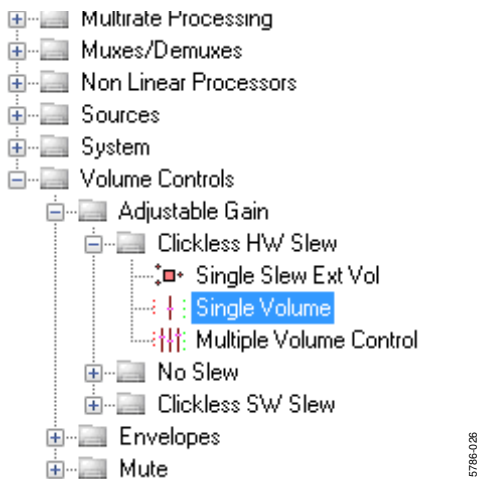 Multirate Processing
Muxes/Demuxes
Non Linear Processors
Sources
System
Volume Controls
Adjustable Gain
Clickless HW Slew
Single Slew Ext Vol
Single Volume
Multiple Volume Control
No Slew
Clickless SW Slew
Envelopes
Mute
5786-026